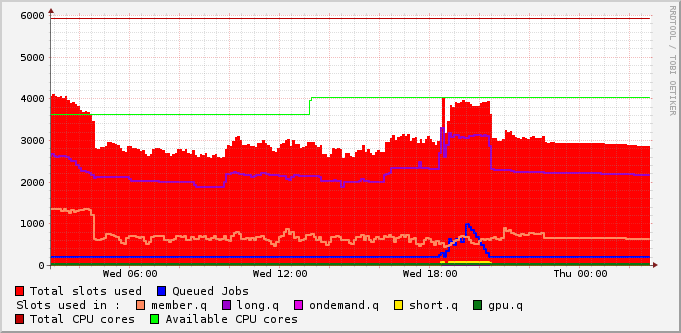 RRDTOOL / TOBI OETIKER
6000
5000
4000
3000
2000
1000
0
Wed 06:00 Wed 12:00 Wed 18:00 Thu 00:00
Total slots used Queued Jobs
Slots used in : member.q long.q ondemand.q short.q gpu.q
Total CPU cores Available CPU cores